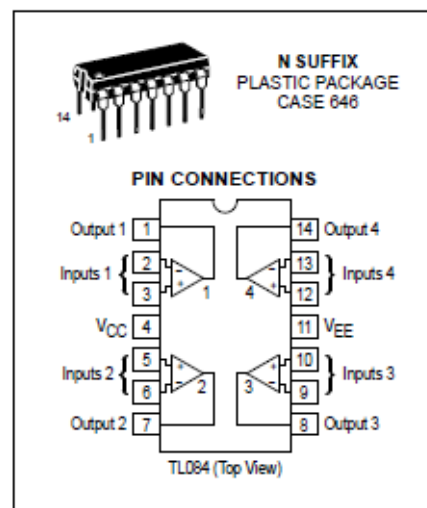 N SUFFIX
PLASTIC PACKAGE
CASE 646
14
1
PIN CONNECTIONS
Output 1 1 14 Output 4
Inputs 1 { 2 - - 13 } Inputs 4
3 + 1 4 + 12
VCC 4 11 VEE
Inputs 2 { 5 + + 10 } Inputs 3
6 - 2 3 - 9
Output 2 7 8 Output 3
TL084 (Top View)